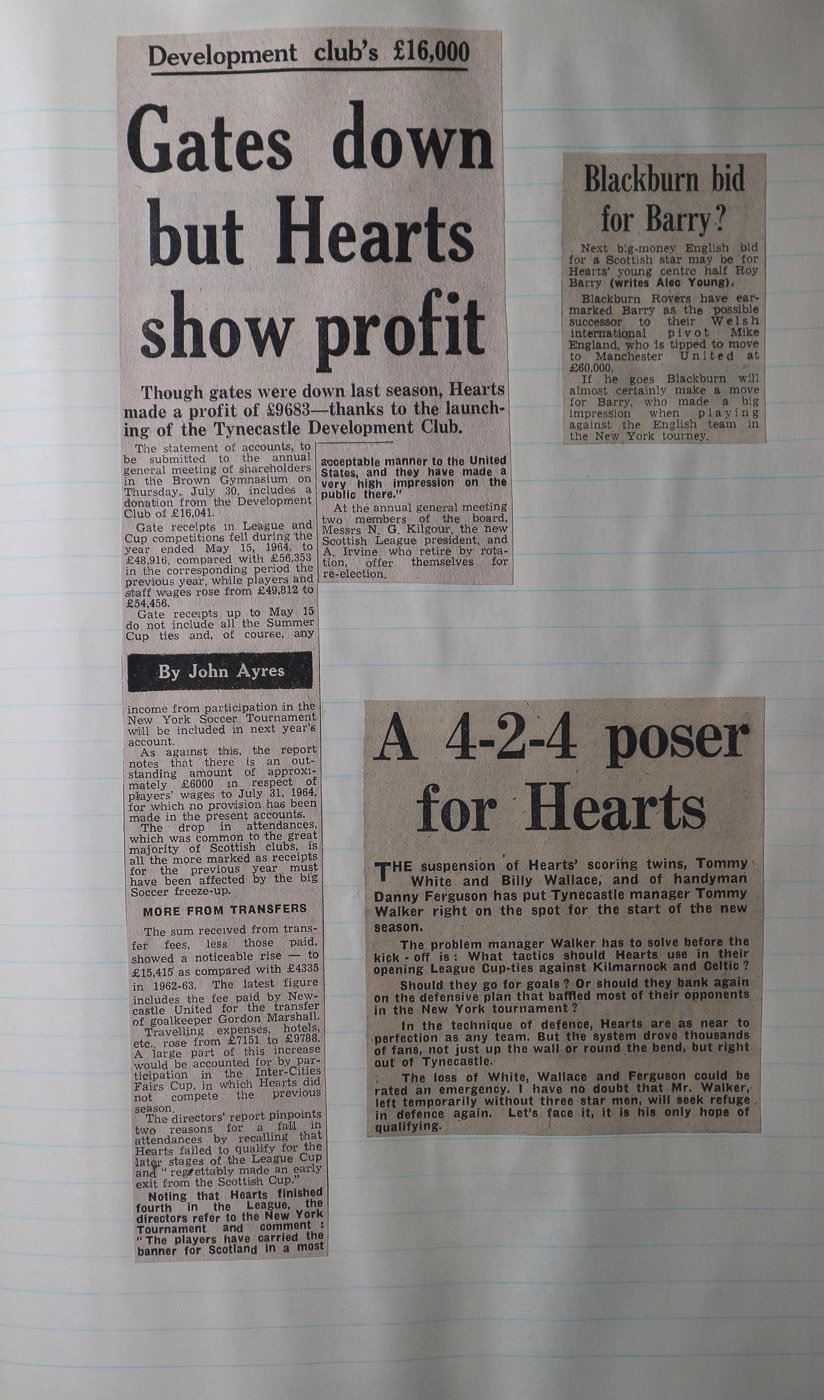 Development club's £16,000
Gates down
but Hearts
show profit
Though gates were down last season, Hearts
made a profit of £9683—thanks to the launch-
ing of the Tynecastle Development Club.
The statement of accounts, to
be submitted to the annual
general meeting of shareholders
in the Brown Gymnasium on
Thursday, July 30, includes a
donation from the Development
Club of £16,041.
Gate receipts in League and
Cup competitions fell during the
year ended May 15, 1964, to
£48,916, compared with £56,353
in the corresponding period the
previous year, while players and
staff wages rose from £49,812 to
£54,456.
Gate receipts up to May 15
do not include all the Summer
Cup ties and, of course, any
By John Ayres
income from participation in the
New York Soccer Tournament
will be included in next year's
account.
As against this, the report
notes that there is an out-
standing amount of approxi-
mately £6000 in respect of
players' wages to July 31, 1964,
for which no provision has been
made in the present accounts.
The drop in attendances,
which was common to the great
majority of Scottish clubs, is
all the more marked as receipts
for the previous year must
have been affected by the big
Soccer freeze-up.
MORE FROM TRANSFERS
The sum received from trans-
fer fees, less those paid,
showed a noticeable rise — to
£15,415 as compared with £4335
in 1962-63. The latest figure
includes the fee paid by New-
castle United for the transfer
of goalkeeper Gordon Marshall.
Travelling expenses, hotels,
etc., rose from £7151 to £9788.
A large part of this increase
would be accounted for by par-
ticipation in the Inter-Cities
Fairs Cup, in which Hearts did
not compete the previous
season.
The directors' report pinpoints
two reasons for a fall in
attendances by recalling that
Hearts failed to qualify for the
later stages of the League Cup
and "regrettably made an early
exit from the Scottish Cup."
Noting that Hearts finished
fourth in the League, the
directors refer to the New York
Tournament and comment :
"The players have carried the
banner for Scotland in a most
acceptable manner to the United
States, and they have made a
very high impression on the
public there."
At the annual general meeting
two members of the board,
Messrs N. G. Kilgour, the new
Scottish League president, and
A. Irvine who retire by rota-
tion, offer themselves for
re-election.
Blackburn bid
for Barry?
Next big-money English bid
for a Scottish star may be for
Hearts' young centre half Roy
Barry (writes Alec Young).
Blackburn Rovers have ear-
marked Barry as the possible
successor to their Welsh
international pivot Mike
England, who is tipped to move
to Manchester United at
£60,000.
If he goes Blackburn will
almost certainly make a move
for Barry, who made a big
impression when playing
against the English team in
the New York tourney.
A 4-2-4 poser
for Hearts
THE suspension of Hearts' scoring twins, Tommy
White and Billy Wallace, and of handyman
Danny Ferguson has put Tynecastle manager Tommy
Walker right on the spot for the start of the new
season.
The problem manager Walker has to solve before the
kick-off is : What tactics should Hearts use in their
opening League Cup-ties against Kilmarnock and Celtic ?
Should they go for goals ? Or should they bank again
on the defensive plan that baffled most of their opponents
in the New York tournament ?
In the technique of defence, Hearts are as near to
perfection as any team. But the system drove thousands
of fans, not just up the wall or round the bend, but right
out of Tynecastle.
The loss of White, Wallace and Ferguson could be
rated an emergency. I have no doubt that Mr. Walker,
left temporarily without three star men, will seek refuge
in defence again. Let's face it, it is his only hope of
qualifying.